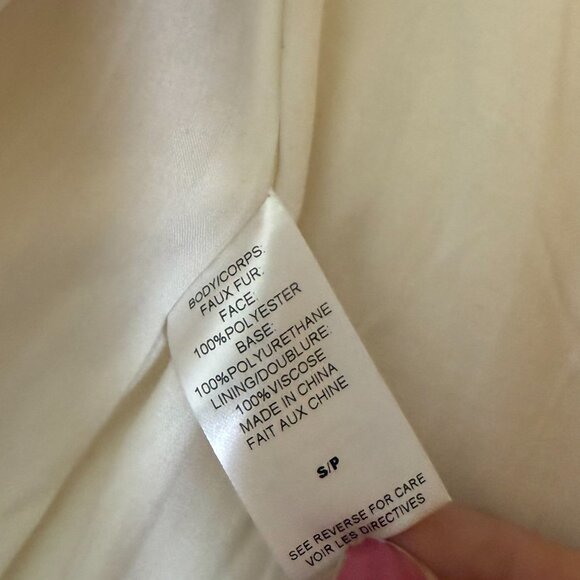 BODY/CORPS:
FAUX FUR
FACE:
100%POLYESTER
BASE:
100%POLYURETHANE
LINING/DOUBLURE:
100%VISCOSE
MADE IN CHINA
FAIT AUX CHINE
S/P
SEE REVERSE FOR CARE
VOIR LES DIRECTIVES